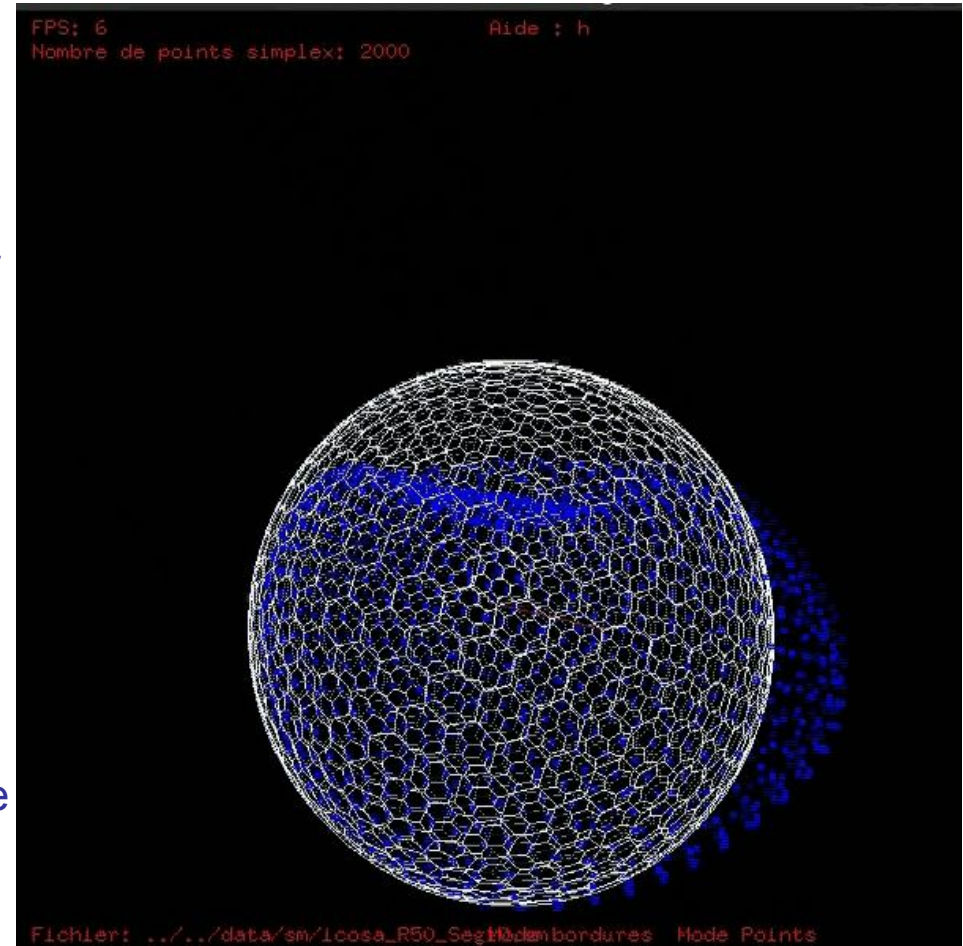 FPS: 6
Aide : h
Nombre de points simplex: 2000
e
Fichier: ../../data/sm/icosa_R50_Seg bordures Mode Points